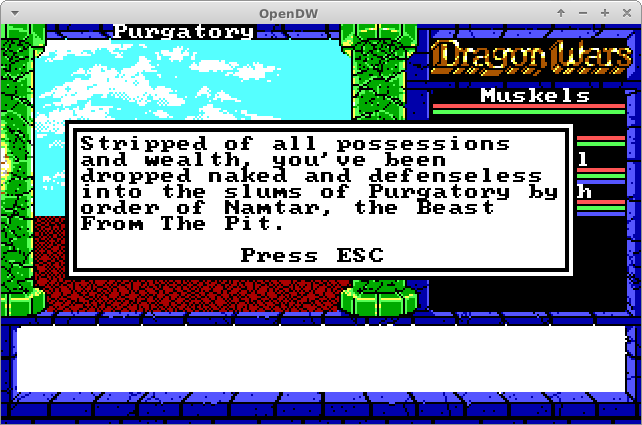 OpenDW
Purgatory
Dragon Wars
Muskels
Stripped of all possessions
and wealth, you've been
dropped naked and defenseless
into the slums of Purgatory by
order of Namtar, the Beast
From The Pit.
Press ESC
l
h